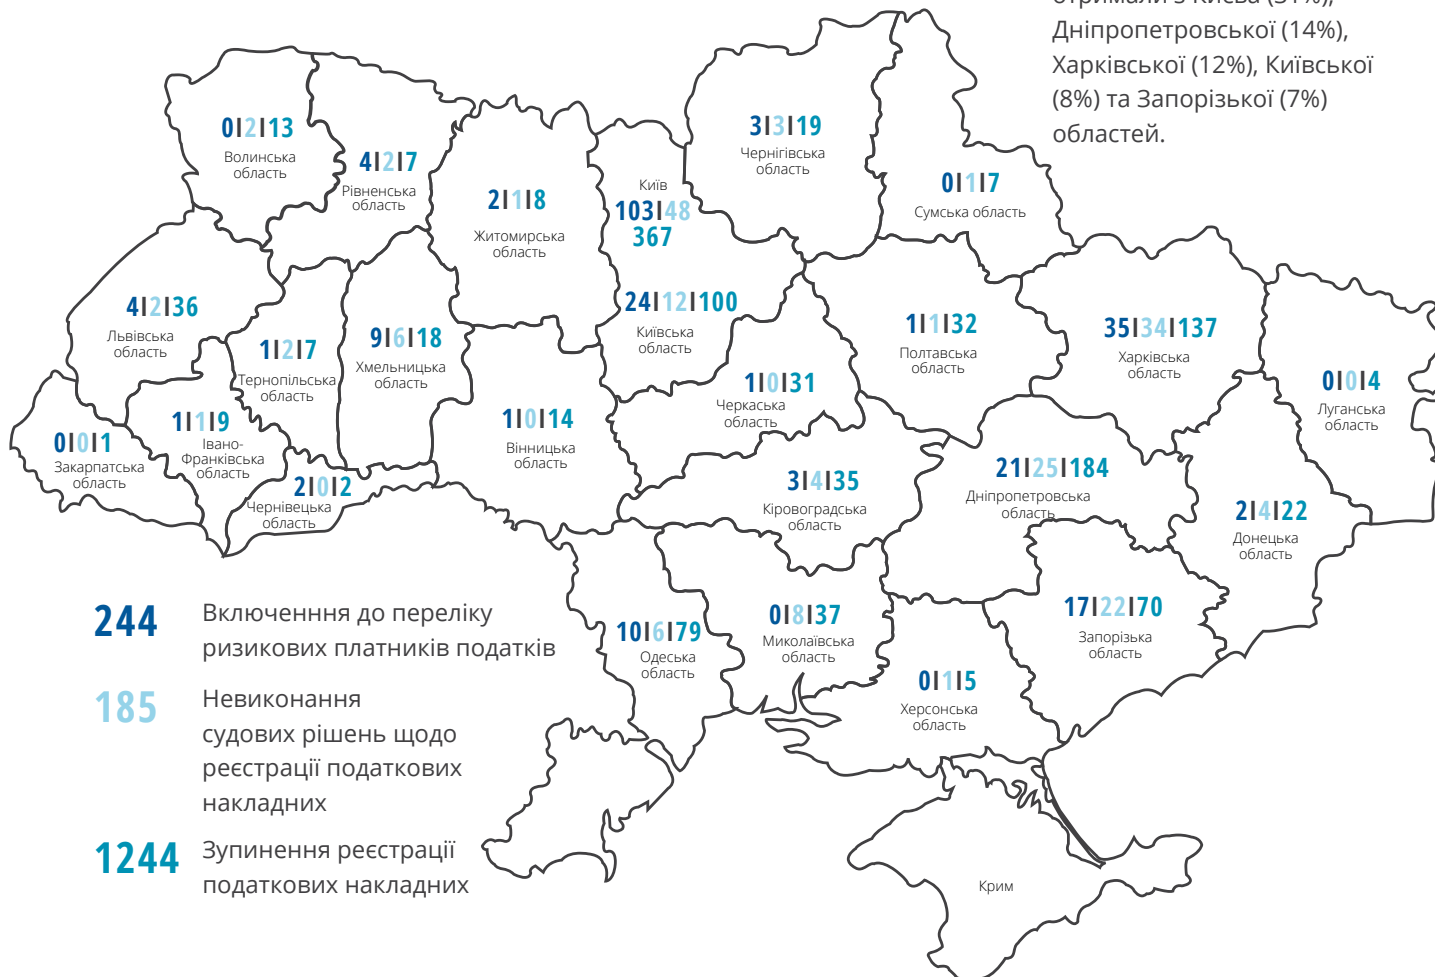 отримали з Києва (31%),
Дніпропетровської (14%),
Харківської (12%), Київської
(8%) та Запорізької (7%)
областей.
0|2|13
Волинська
область
4|2|7
Рівненська
область
2|1|8
Житомирська
область
Київ
103|48
367
24|12|100
Київська
область
3|3|19
Чернігівська
область
0|1|7
Сумська область
4|2|36
Львівська
область
1|2|7
Тернопільська
область
9|6|18
Хмельницька
область
1|0|14
Вінницька
область
1|0|31
Черкаська
область
1|1|32
Полтавська
область
35|34|137
Харківська
область
0|0|4
Луганська
область
0|0|1
Закарпатська
область
1|1|9
Івано-
Франківська
область
2|0|2
Чернівецька
область
3|4|35
Кіровоградська
область
21|25|184
Дніпропетровська
область
2|4|22
Донецька
область
10|6|79
Одеська
область
0|8|37
Миколаївська
область
0|1|5
Херсонська
область
17|22|70
Запорізька
область
Крим
244
Включенння до переліку
ризикових платників податків
185
Невиконання
судових рішень щодо
реєстрації податкових
накладних
1244
Зупинення реєстрації
податкових накладних